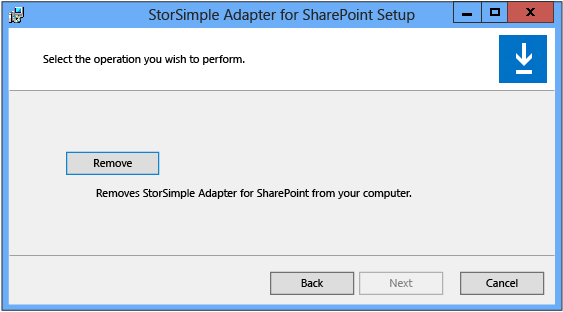 StorSimple Adapter for SharePoint Setup
Select the operation you wish to perform.
Remove
Removes StorSimple Adapter for SharePoint from your computer.
Back Next Cancel